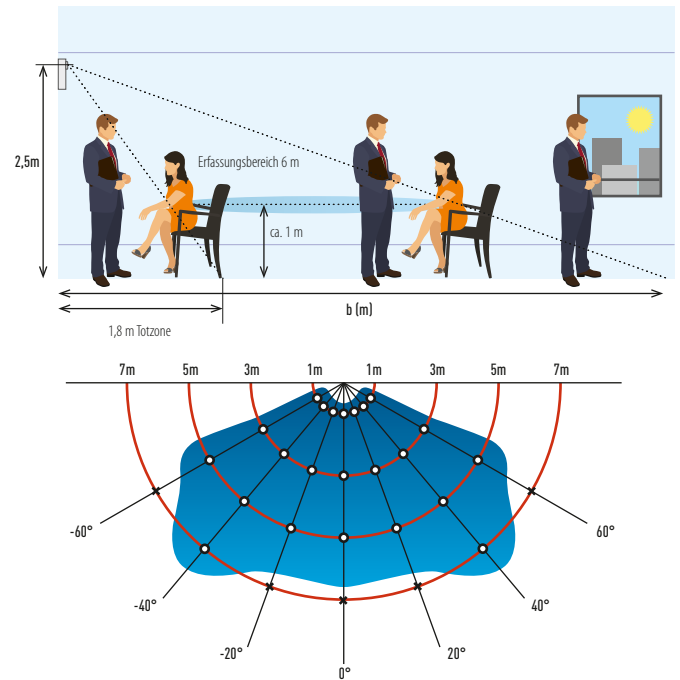 2,5m
Erfassungsbereich 6 m
ca. 1 m
b (m)
1,8 m Totzone
7m 5m 3m 1m 1m 3m 5m 7m
-60° 60°
-40° 40°
-20° 20°
0°